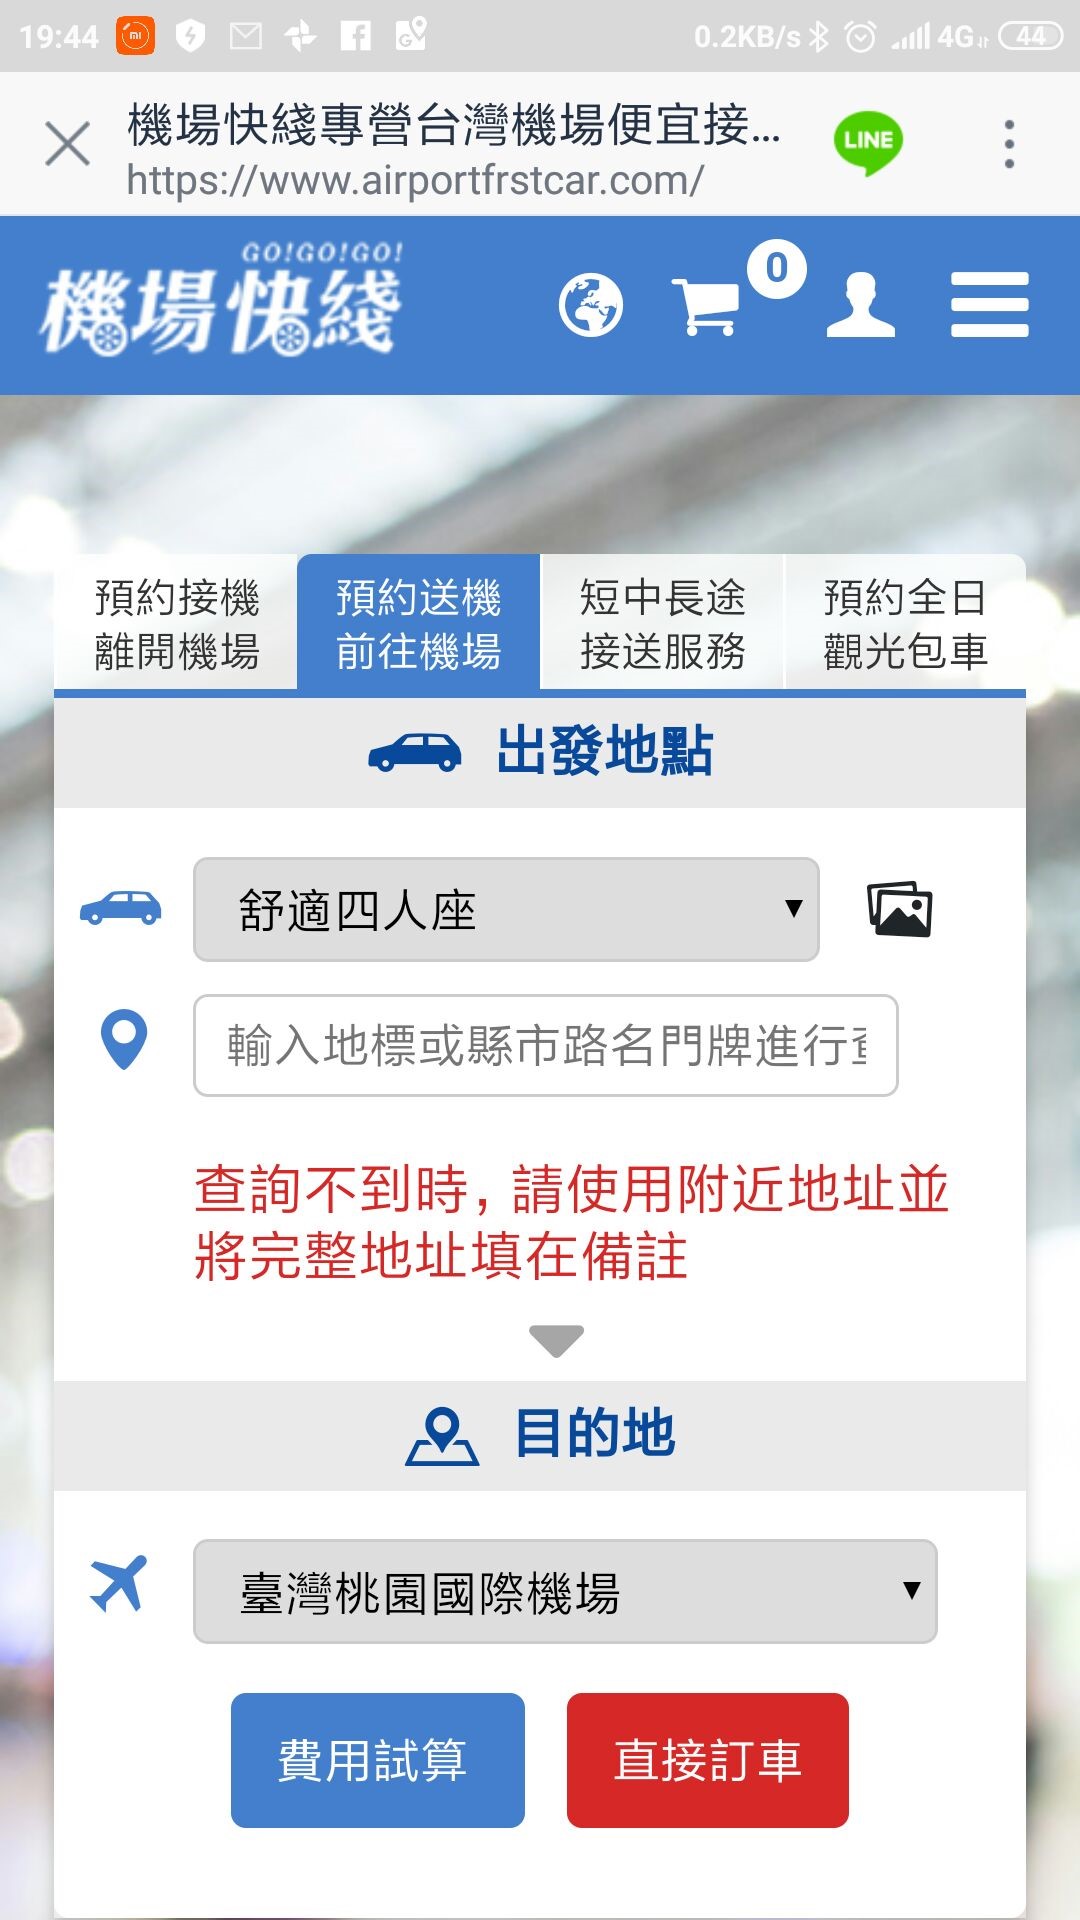 19:44
0.2KB/s
4G
44
機場快綫專營台灣機場便宜接...
https://www.airportfrstcar.com/
LINE
GO!GO!GO!
機場快綫
0
預約接機
離開機場
預約送機
前往機場
短中長途
接送服務
預約全日
觀光包車
出發地點
舒適四人座
輸入地標或縣市路名門牌進行
查詢不到時，請使用附近地址並
將完整地址填在備註
目的地
臺灣桃園國際機場
費用試算
直接訂車